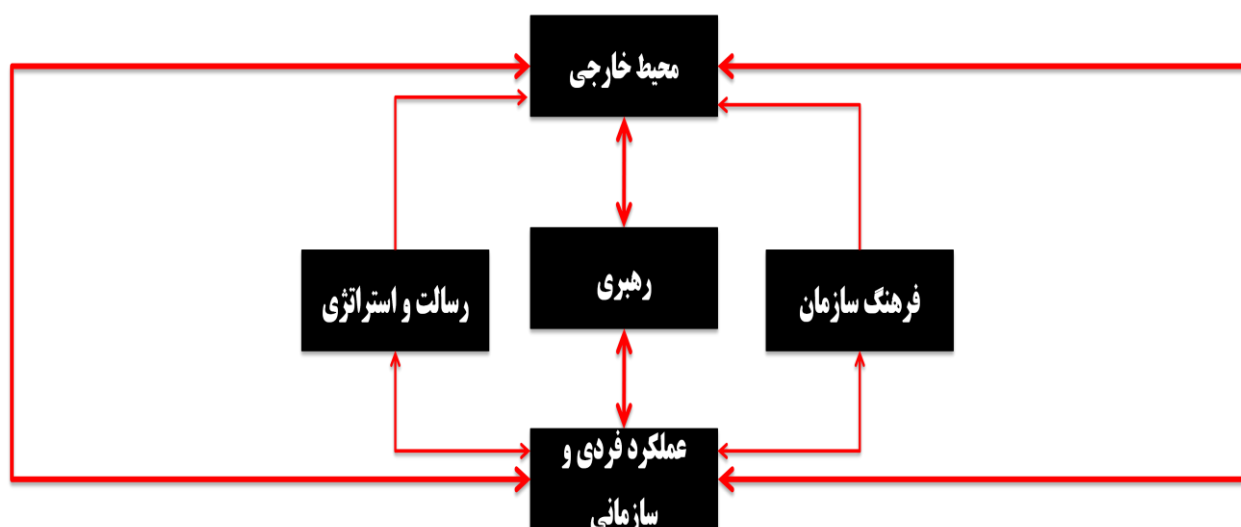 محیط خارجی
رهبری
فرهنگ سازمان
رسالت و استراتژی
عملکرد فردی و
سازمانی